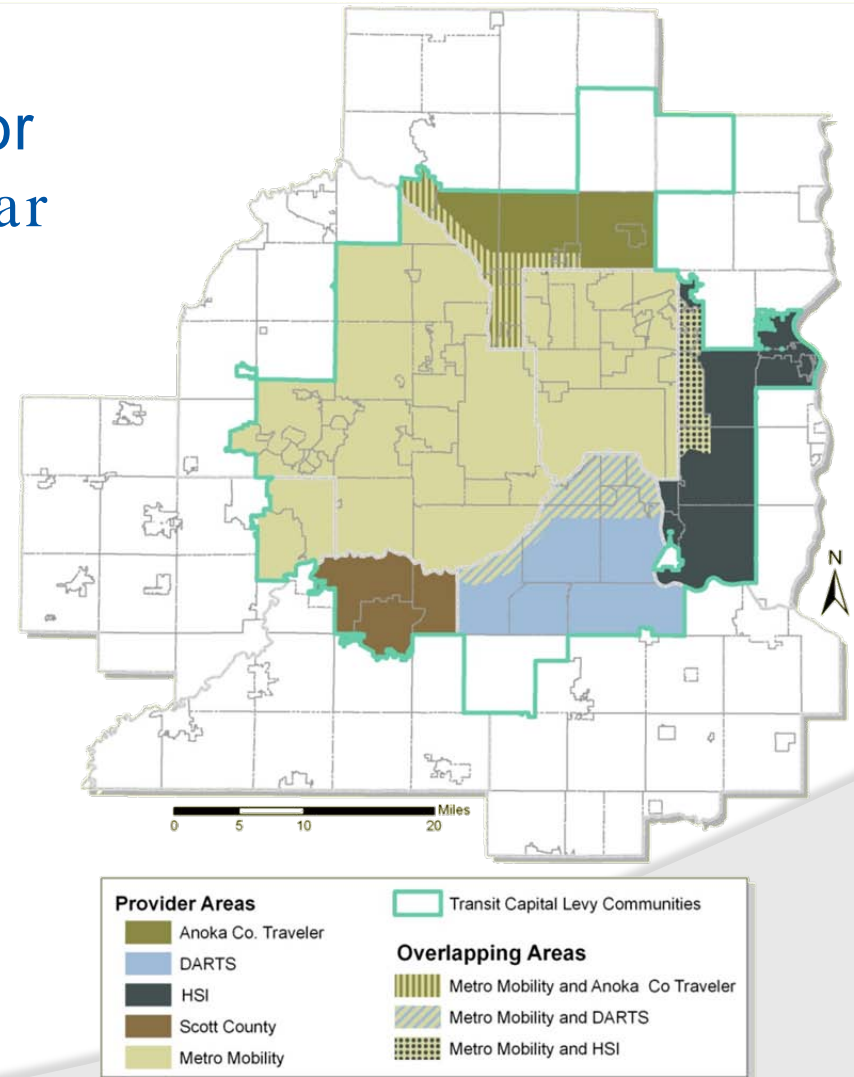 or
ar
N
Miles
0 5 10 20
Provider Areas
Anoka Co. Traveler
DARTS
HSI
Scott County
Metro Mobility
Transit Capital Levy Communities
Overlapping Areas
Metro Mobility and Anoka Co Traveler
Metro Mobility and DARTS
Metro Mobility and HSI